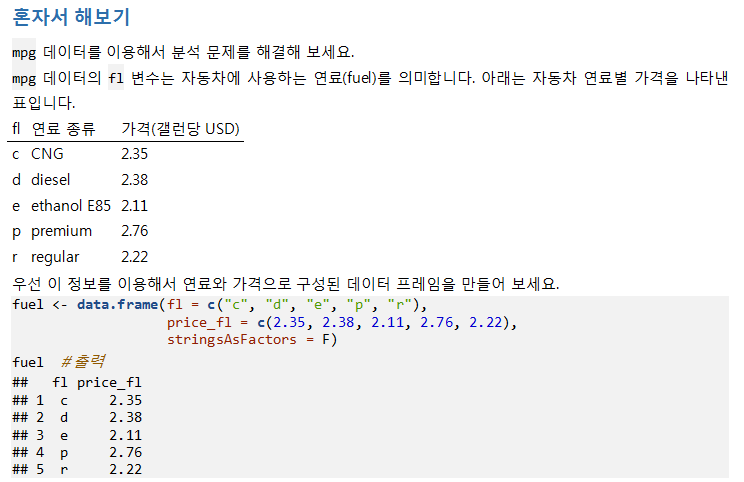 혼자서 해보기
mpg 데이터를 이용해서 분석 문제를 해결해 보세요.
mpg 데이터의 fl 변수는 자동차에 사용하는 연료(fuel)를 의미합니다. 아래는 자동차 연료별 가격을 나타낸
표입니다.
fl 연료 종류 가격(갤런당 USD)
c CNG 2.35
d diesel 2.38
e ethanol E85 2.11
p premium 2.76
r regular 2.22
우선 이 정보를 이용해서 연료와 가격으로 구성된 데이터 프레임을 만들어 보세요.
fuel <- data.frame(fl = c("c", "d", "e", "p", "r"),
price_fl = c(2.35, 2.38, 2.11, 2.76, 2.22),
stringsAsFactors = F)
fuel #출력
## fl price_fl
## 1 c 2.35
## 2 d 2.38
## 3 e 2.11
## 4 p 2.76
## 5 r 2.22